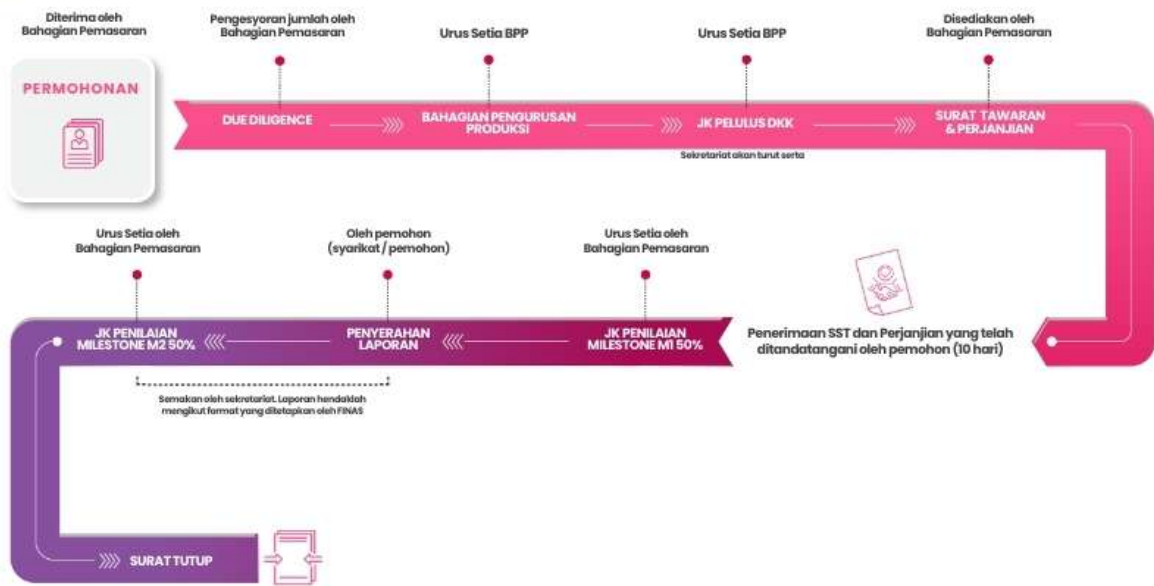 Diterima oleh
Bahagian Pemasaran
PERMOHONAN
Pengesyoran jumlah oleh
Bahagian Pemasaran
DUE DILIGENCE
Urus Setia BPP
BAHAGIAN PENGURUSAN
PRODUKSI
Urus Setia BPP
JK PELULUS DKK
Sekretariat akan turut serta
Disediakan oleh
Bahagian Pemasaran
SURAT TAWARAN
& PERJANJIAN
Penerimaan SST dan Perjanjian yang telah
ditandatangani oleh pemohon (10 hari)
Urus Setia oleh
Bahagian Pemasaran
JK PENILAIAN
MILESTONE M1 50%
Oleh pemohon
(syarikat / pemohon)
PENYERAHAN
LAPORAN
Urus Setia oleh
Bahagian Pemasaran
JK PENILAIAN
MILESTONE M2 50%
Semakan oleh sekretariat. Laporan hendaklah
mengikut format yang ditetapkan oleh FINAS
SURAT TUTUP